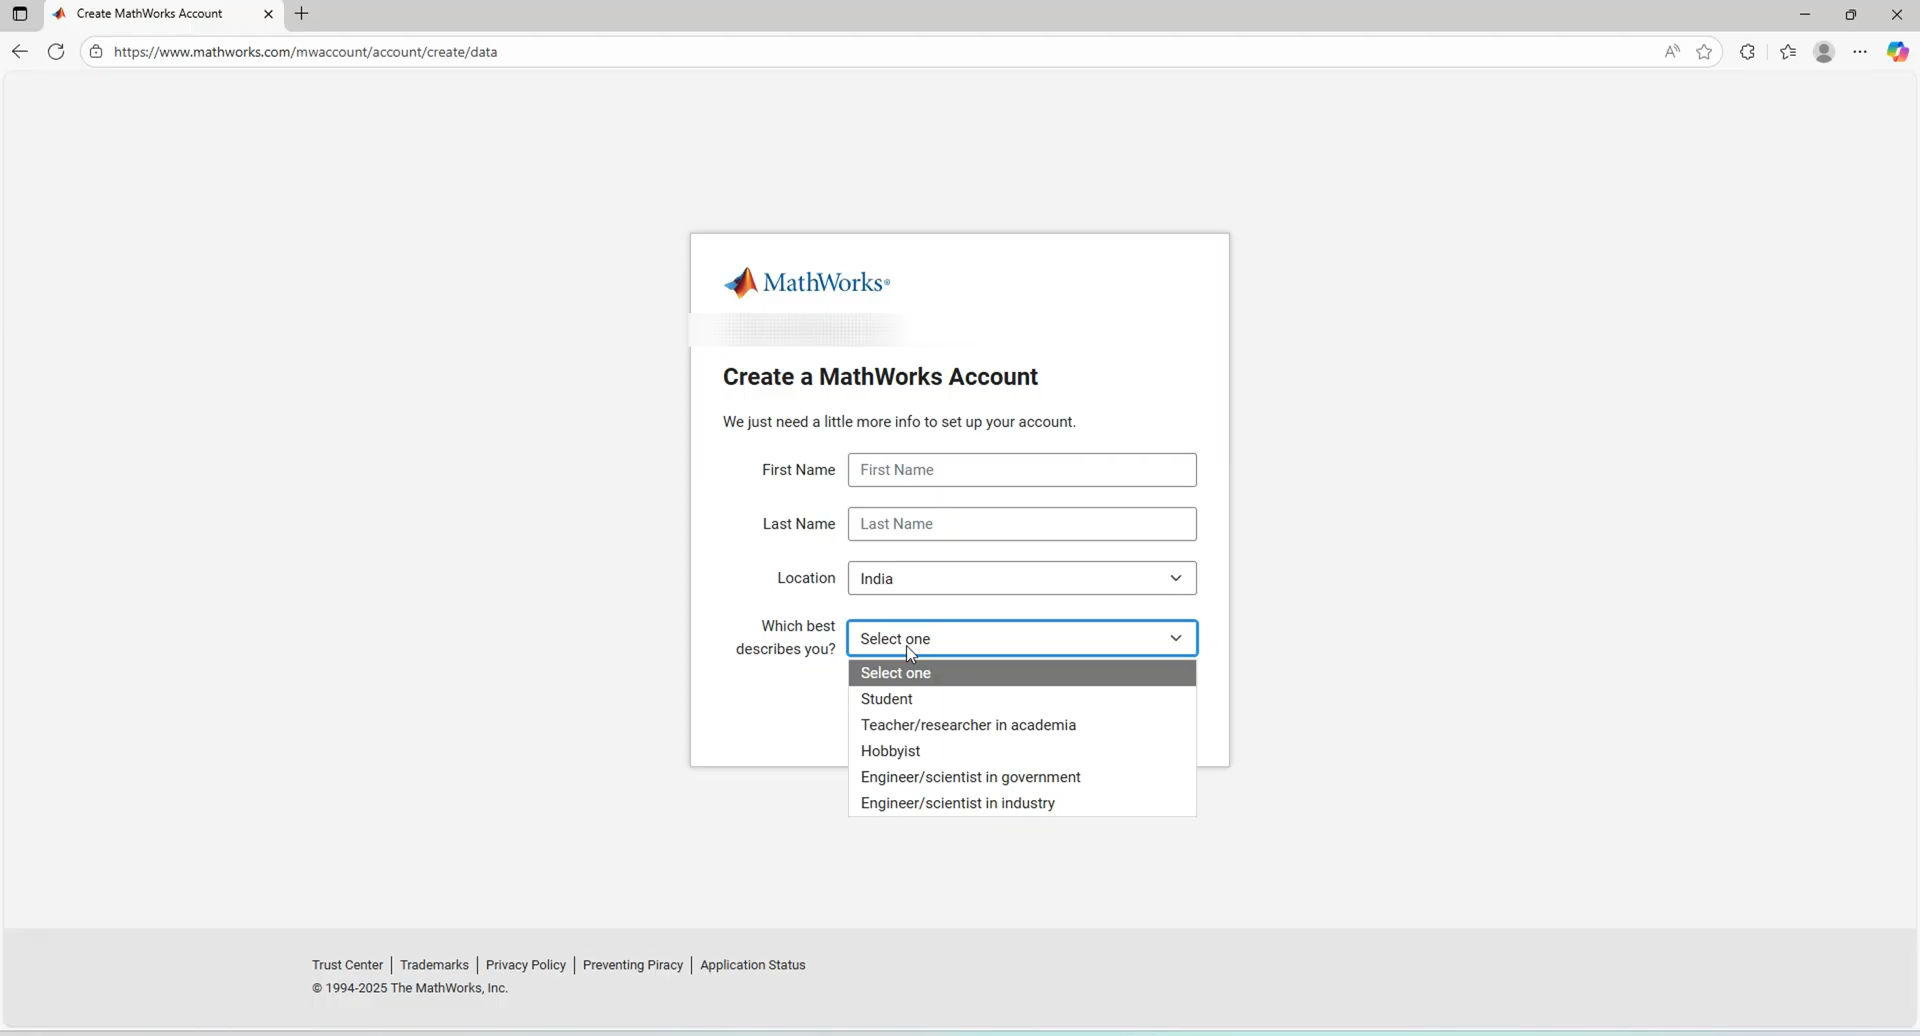 Create MathWorks Account
https://www.mathworks.com/mwaccount/account/create/data
MathWorks®
Create a MathWorks Account
We just need a little more info to set up your account.
First Name
First Name
Last Name
Last Name
Location
India
Which best
describes you?
Select one
Select one
Student
Teacher/researcher in academia
Hobbyist
Engineer/scientist in government
Engineer/scientist in industry
Trust Center | Trademarks | Privacy Policy | Preventing Piracy | Application Status
© 1994-2025 The MathWorks, Inc.